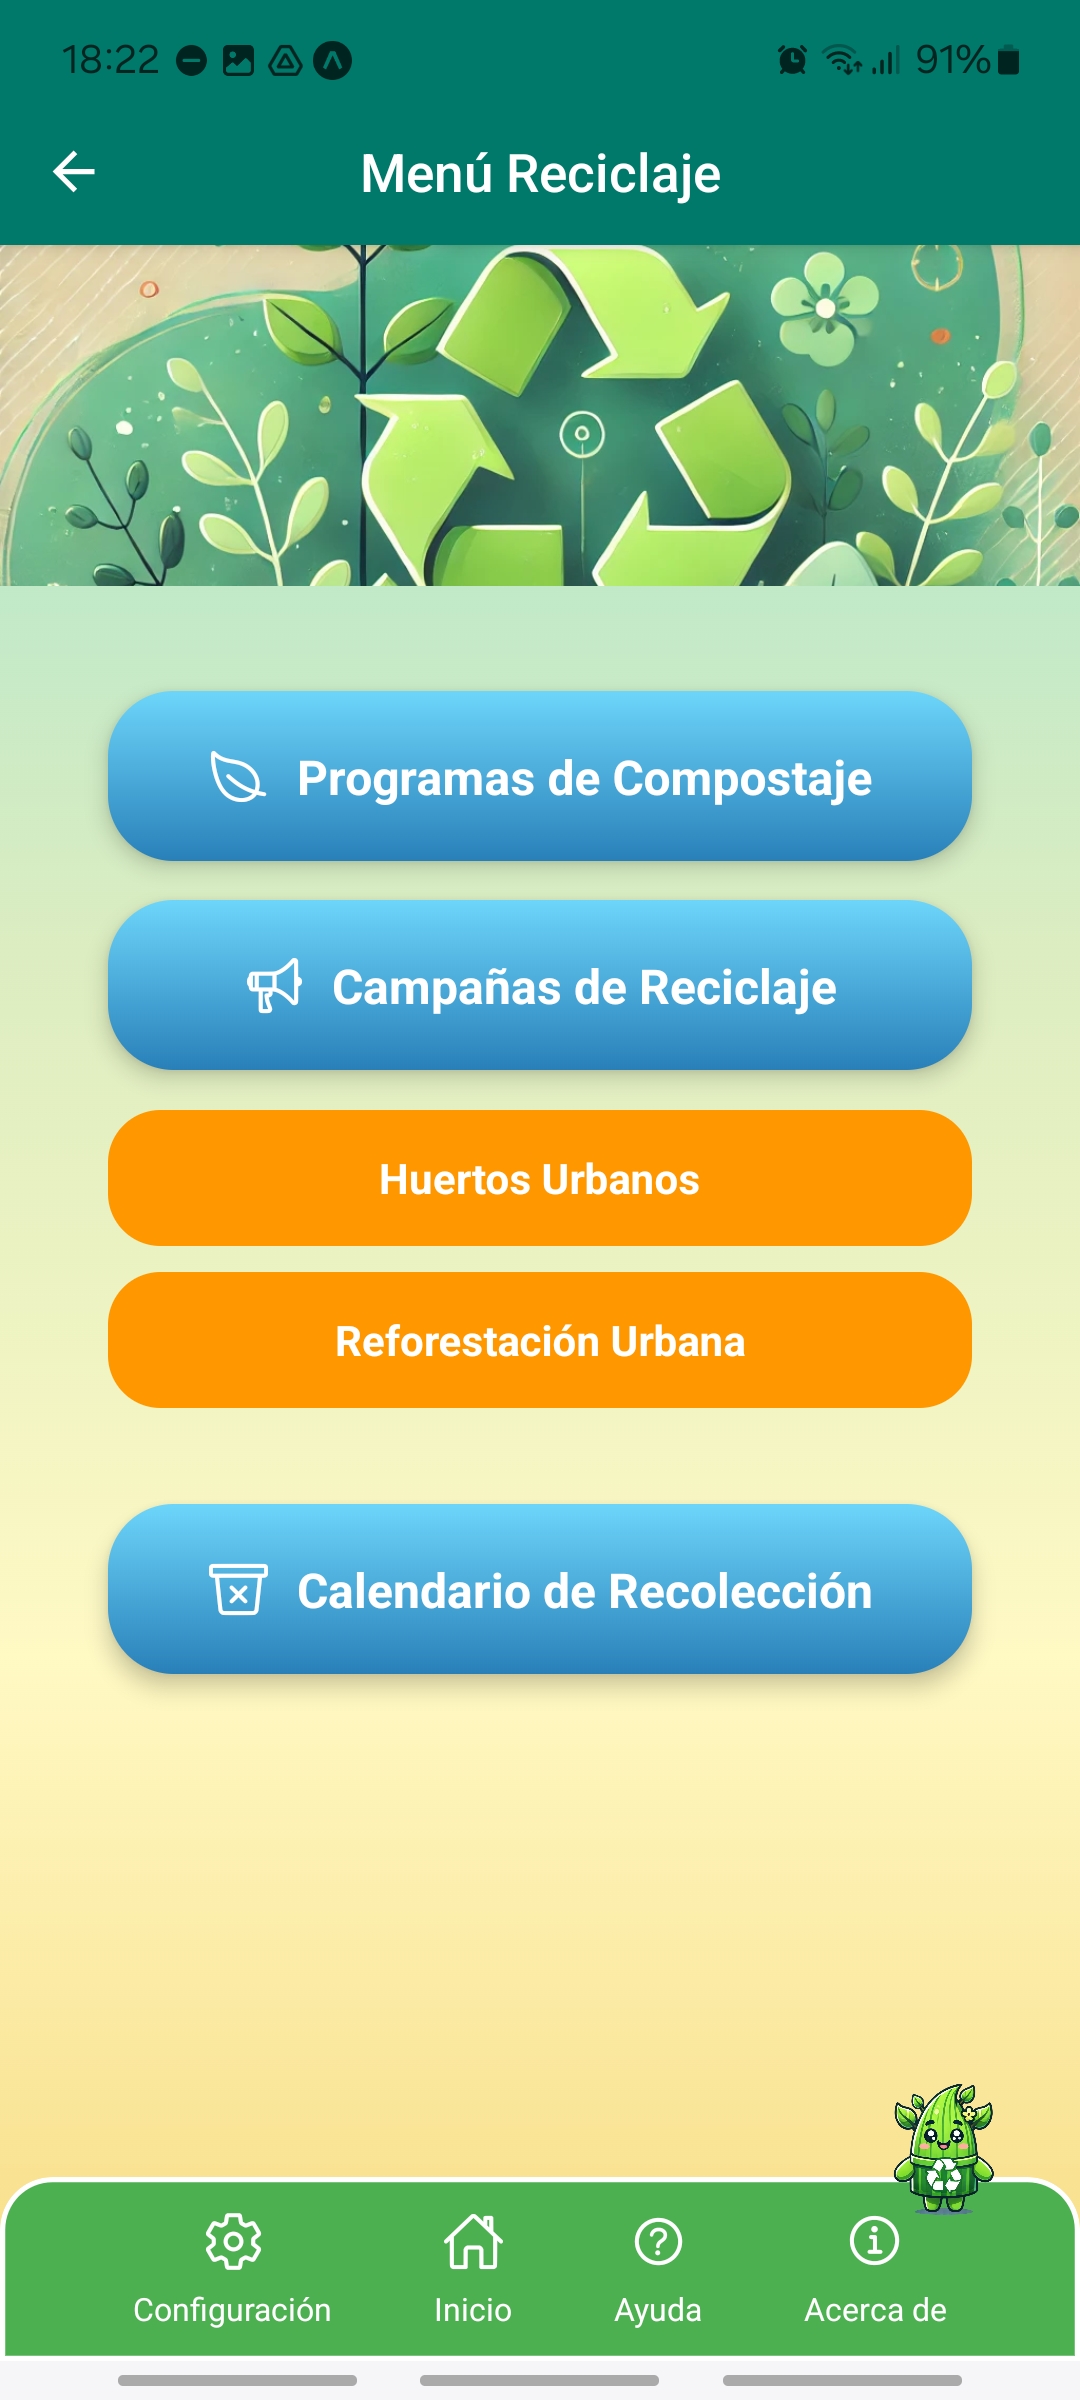 18:22
91%
Menú Reciclaje
Programas de Compostaje
Campañas de Reciclaje
Huertos Urbanos
Reforestación Urbana
Calendario de Recolección
Configuración
Inicio
Ayuda
Acerca de